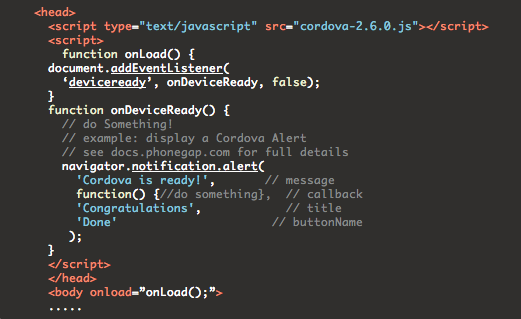 <head>
<script type="text/javascript" src="cordova-2.6.0.js"></script>
<script>
function onLoad() {
document.addEventListener(
‘deviceready’, onDeviceReady, false);
}
function onDeviceReady() {
// do Something!
// example: display a Cordova Alert
// see docs.phonegap.com for full details
navigator.notification.alert(
'Cordova is ready!', // message
function() {//do something}, // callback
'Congratulations', // title
'Done' // buttonName
);
}
</script>
</head>
<body onload=”onLoad();”>
.....